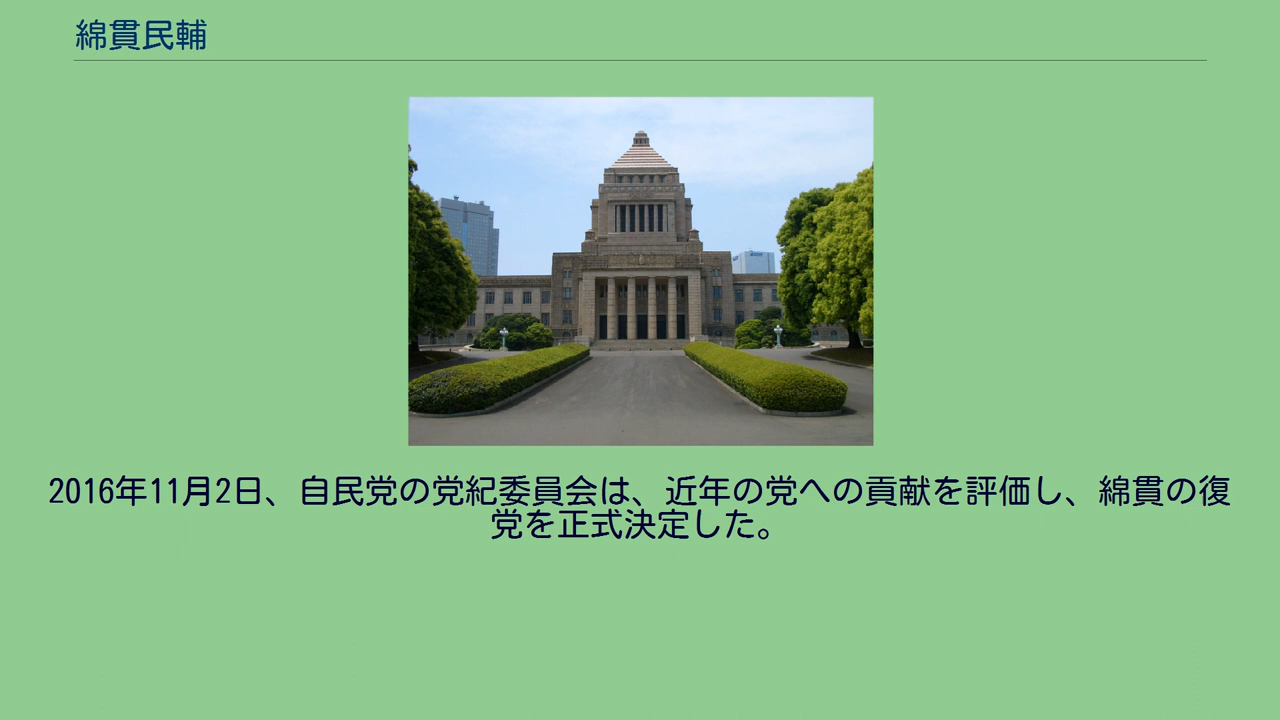 綿貫民輔
2016年11月2日、自民党の党紀委員会は、近年の党への貢献を評価し、綿貫の復
党を正式決定した。